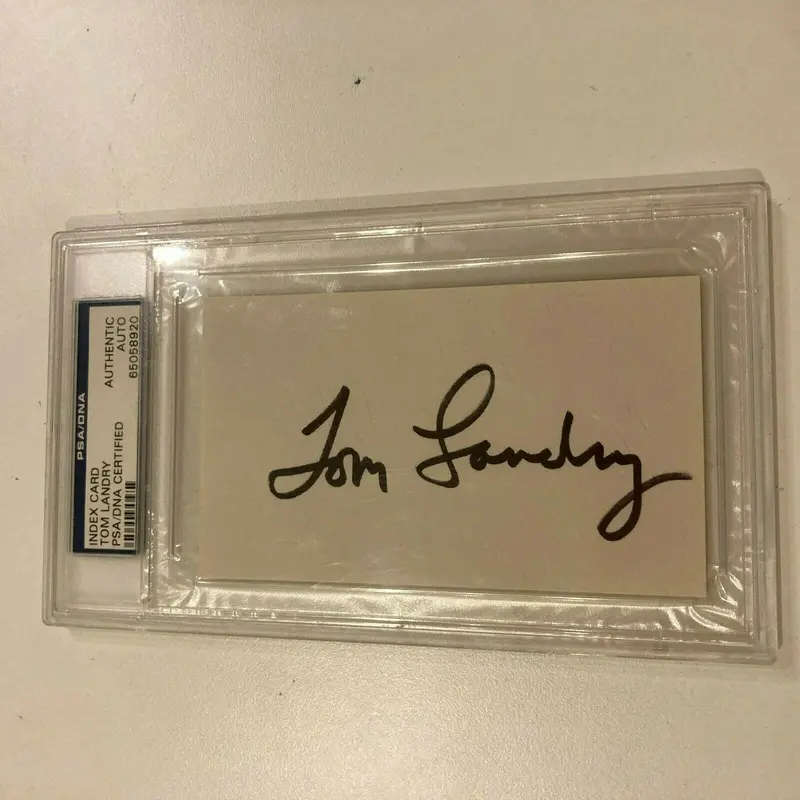 PSA/DNA
INDEX CARD
TOM LANDRY
PSA/DNA CERTIFIED
AUTHENTIC
AUTO
65058920
Tom Landry